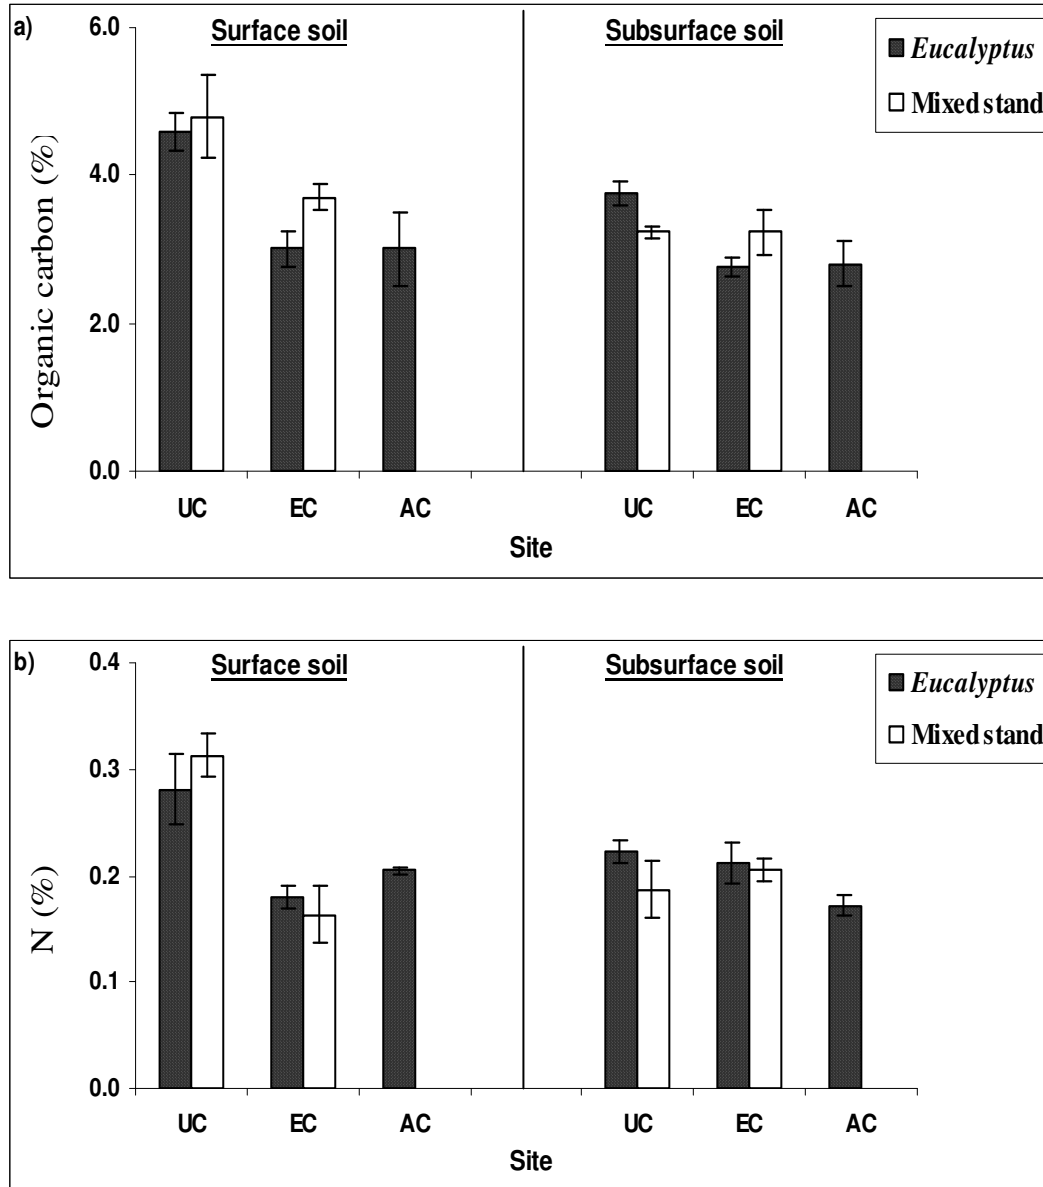 a)
Surface soil
Subsurface soil
Eucalyptus
Mixed stand
Organic carbon (%)
6.0
4.0
2.0
0.0
UC EC AC UC EC AC
Site
b)
Surface soil
Subsurface soil
Eucalyptus
Mixed stand
N (%)
0.4
0.3
0.2
0.1
0.0
UC EC AC UC EC AC
Site